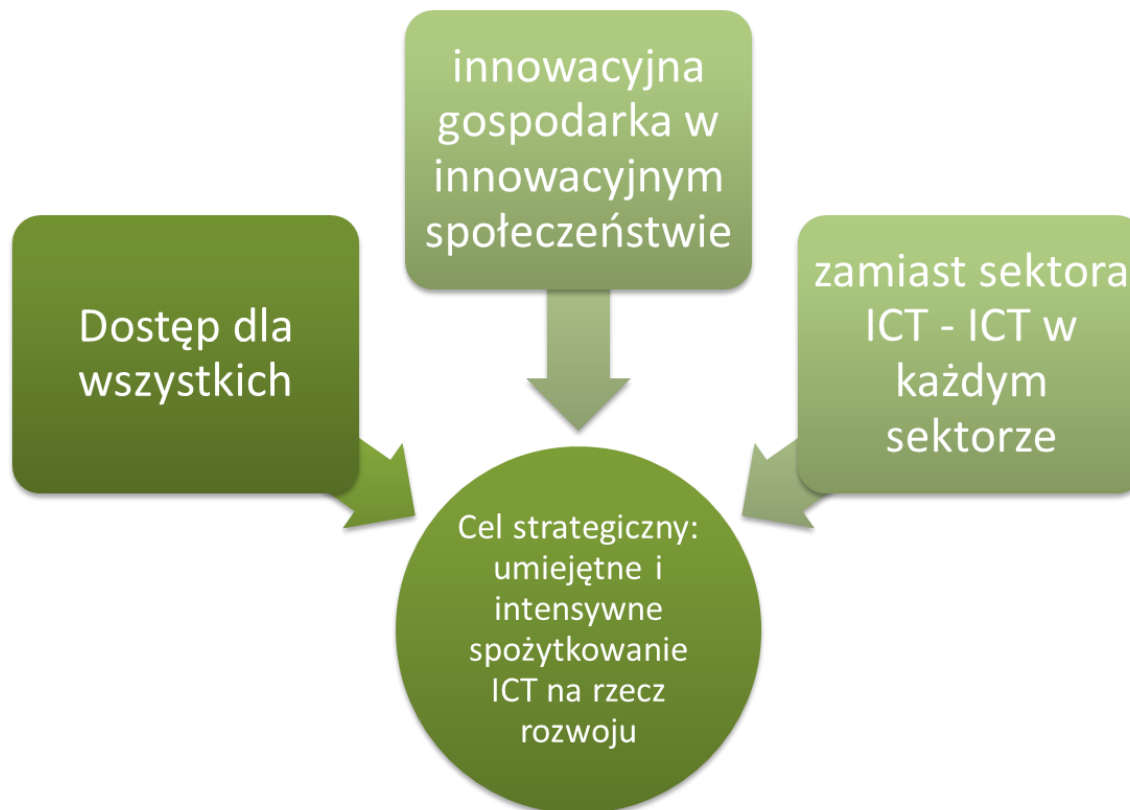 innowacyjna
gospodarka w
innowacyjnym
społeczeństwie
Dostęp dla
wszystkich
zamiast sektora
ICT - ICT w
każdym
sektorze
Cel strategiczny:
umiejętne i
intensywne
spożytkowanie
ICT na rzecz
rozwoju